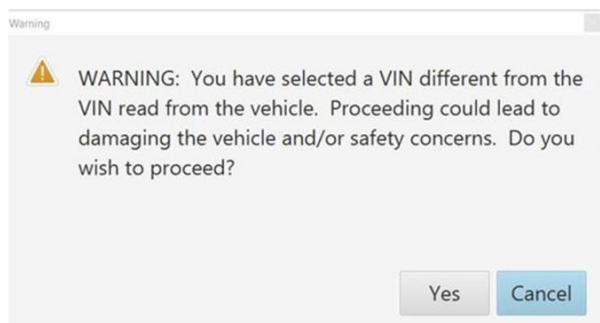 Warning
WARNING: You have selected a VIN different from the
VIN read from the vehicle. Proceeding could lead to
damaging the vehicle and/or safety concerns. Do you
wish to proceed?
Yes
Cancel